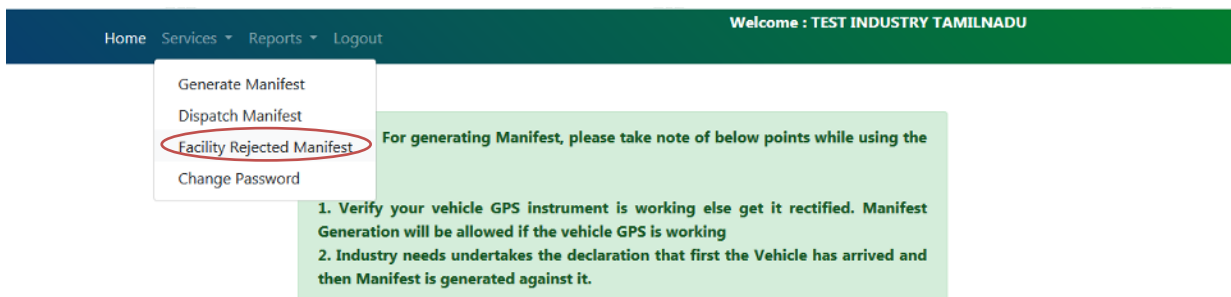 Welcome : TEST INDUSTRY TAMILNADU
Home Services Reports Logout
Generate Manifest
Dispatch Manifest
Facility Rejected Manifest
Change Password
For generating Manifest, please take note of below points while using the
1. Verify your vehicle GPS instrument is working else get it rectified. Manifest
Generation will be allowed if the vehicle GPS is working
2. Industry needs undertakes the declaration that first the Vehicle has arrived and
then Manifest is generated against it.